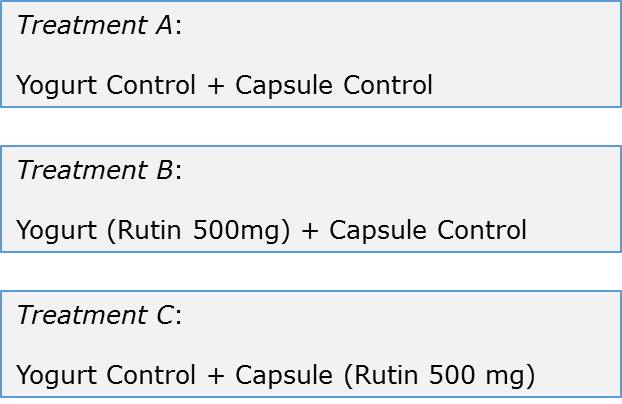 Treatment A:
Yogurt Control + Capsule Control
Treatment B:
Yogurt (Rutin 500mg) + Capsule Control
Treatment C:
Yogurt Control + Capsule (Rutin 500 mg)